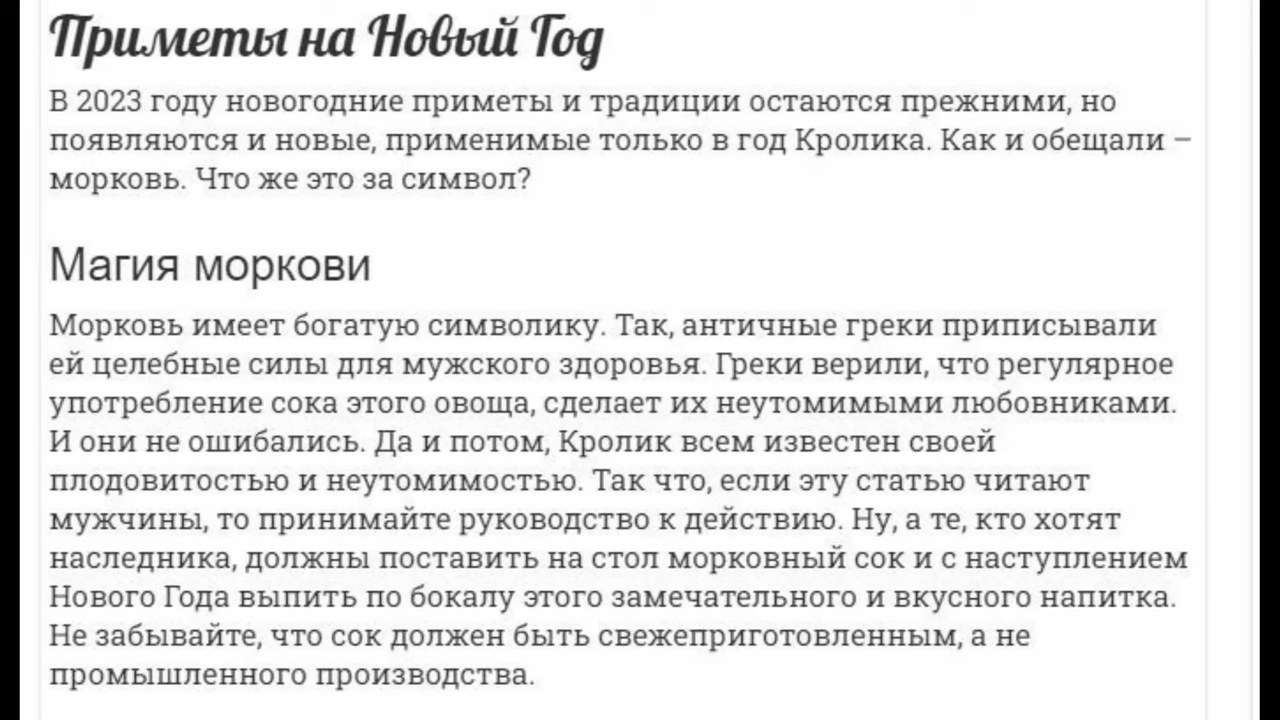 Приметы на Новый Год
В 2023 году новогодние приметы и традиции остаются прежними, но
появляются и новые, применимые только в год Кролика. Как и обещали –
морковь. Что же это за символ?
Магия моркови
Морковь имеет богатую символику. Так, античные греки приписывали
ей целебные силы для мужского здоровья. Греки верили, что регулярное
употребление сока этого овоща, сделает их неутомимыми любовниками.
И они не ошибались. Да и потом, Кролик всем известен своей
плодовитостью и неутомимостью. Так что, если эту статью читают
мужчины, то принимайте руководство к действию. Ну, а те, кто хотят
наследника, должны поставить на стол морковный сок и с наступлением
Нового Года выпить по бокалу этого замечательного и вкусного напитка.
Не забывайте, что сок должен быть свежеприготовленным, а не
промышленного производства.